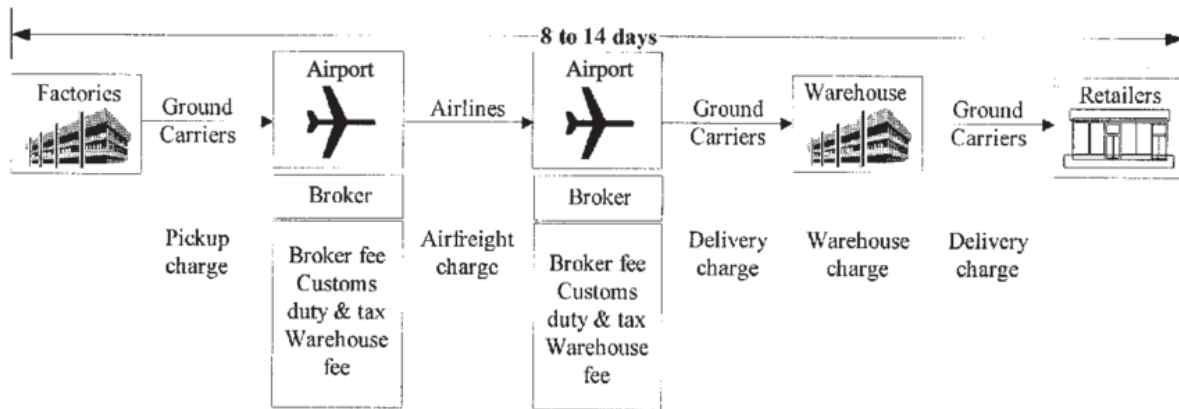 8 to 14 days
Factories
Ground
Carriers
Airport
Airlines
Airport
Ground
Carriers
Warehouse
Ground
Carriers
Retailers
Broker
Broker
Pickup
charge
Broker fee
Customs
duty & tax
Warehouse
fee
Airfreight
charge
Broker fee
Customs
duty & tax
Warehouse
fee
Delivery
charge
Warehouse
charge
Delivery
charge